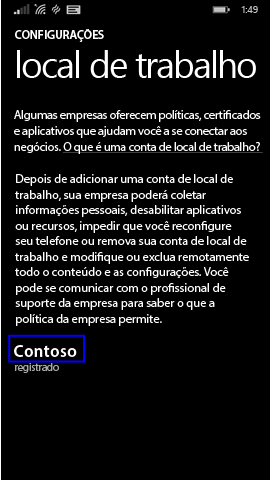 1:49
CONFIGURAÇÕES
local de trabalho
Algumas empresas oferecem políticas, certificados
e aplicativos que ajudam você a se conectar aos
negócios. O que é uma conta de local de trabalho?
Depois de adicionar uma conta de local de
trabalho, sua empresa poderá coletar
informações pessoais, desabilitar aplicativos
ou recursos, impedir que você reconfigure
seu telefone ou remova sua conta de local de
trabalho e modifique ou exclua remotamente
todo o conteúdo e as configurações. Você
pode se comunicar com o profissional de
suporte da empresa para saber o que a
política da empresa permite.
Contoso
registrado